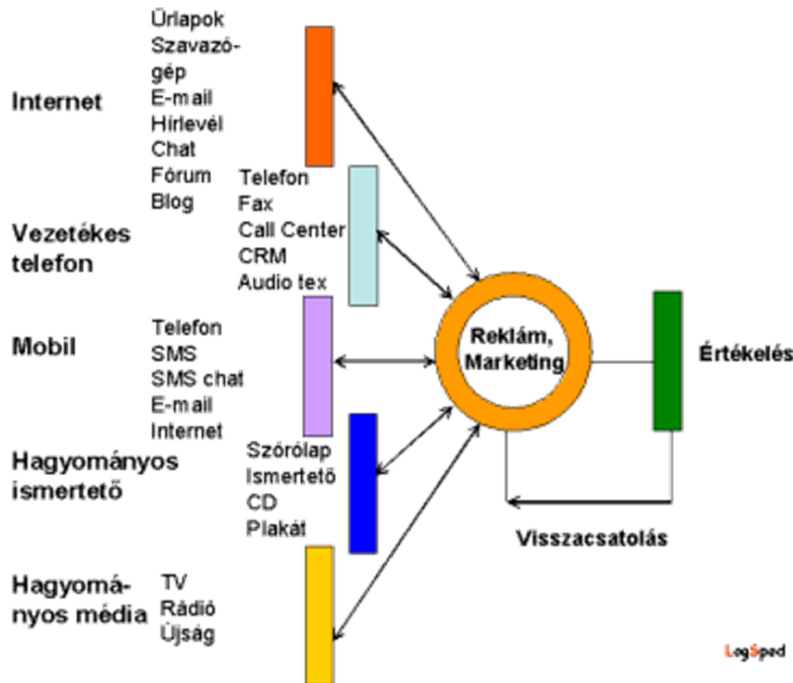 Internet
Űrlapok
Szavazó-
gép
E-mail
Hírlevél
Chat
Fórum
Blog
Vezetékes
telefon
Telefon
Fax
Call Center
CRM
Audio tex
Mobil
Telefon
SMS
SMS chat
E-mail
Internet
Hagyományos
ismertető
Szórólap
Ismertető
CD
Plakát
Hagyomá-
nyos média
TV
Rádió
Újság
Reklám,
Marketing
Értékelés
Visszacsatolás
LogSped